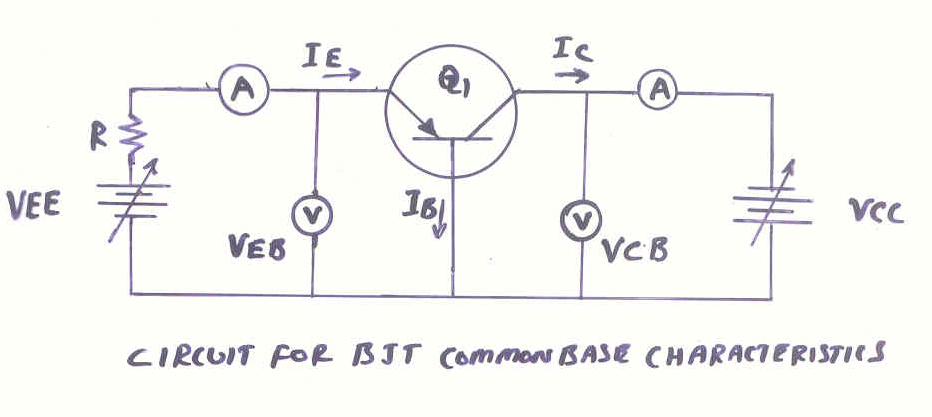 IE
IC
A
Q1
A
R
VEE
IB
V
V
VCC
VEB
VCB
CIRCUIT FOR BJT COMMON BASE CHARACTERISTICS